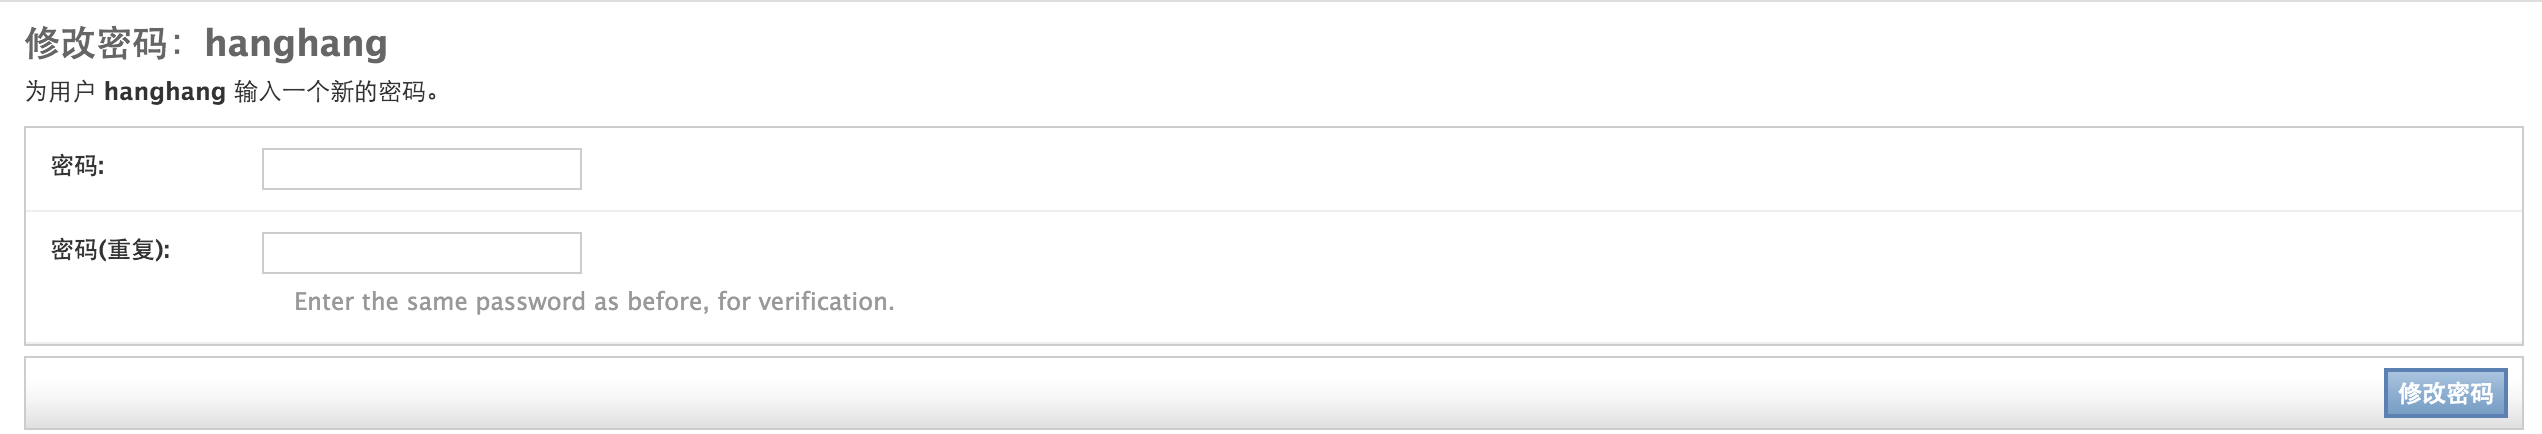 修改密码：hanghang
为用户 hanghang 输入一个新的密码。
密码:
密码(重复):
Enter the same password as before, for verification.
修改密码